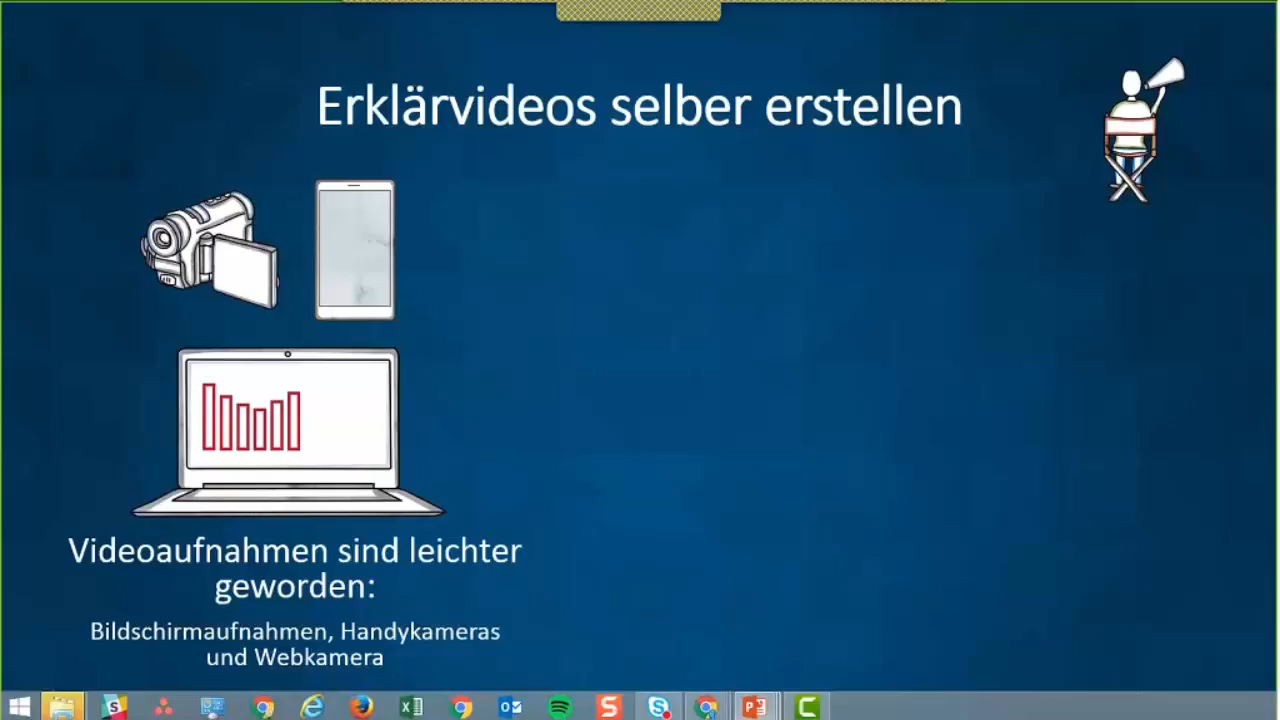 Erklärvideos selber erstellen
Videoaufnahmen sind leichter
geworden:
Bildschirmaufnahmen, Handykameras
und Webkamera